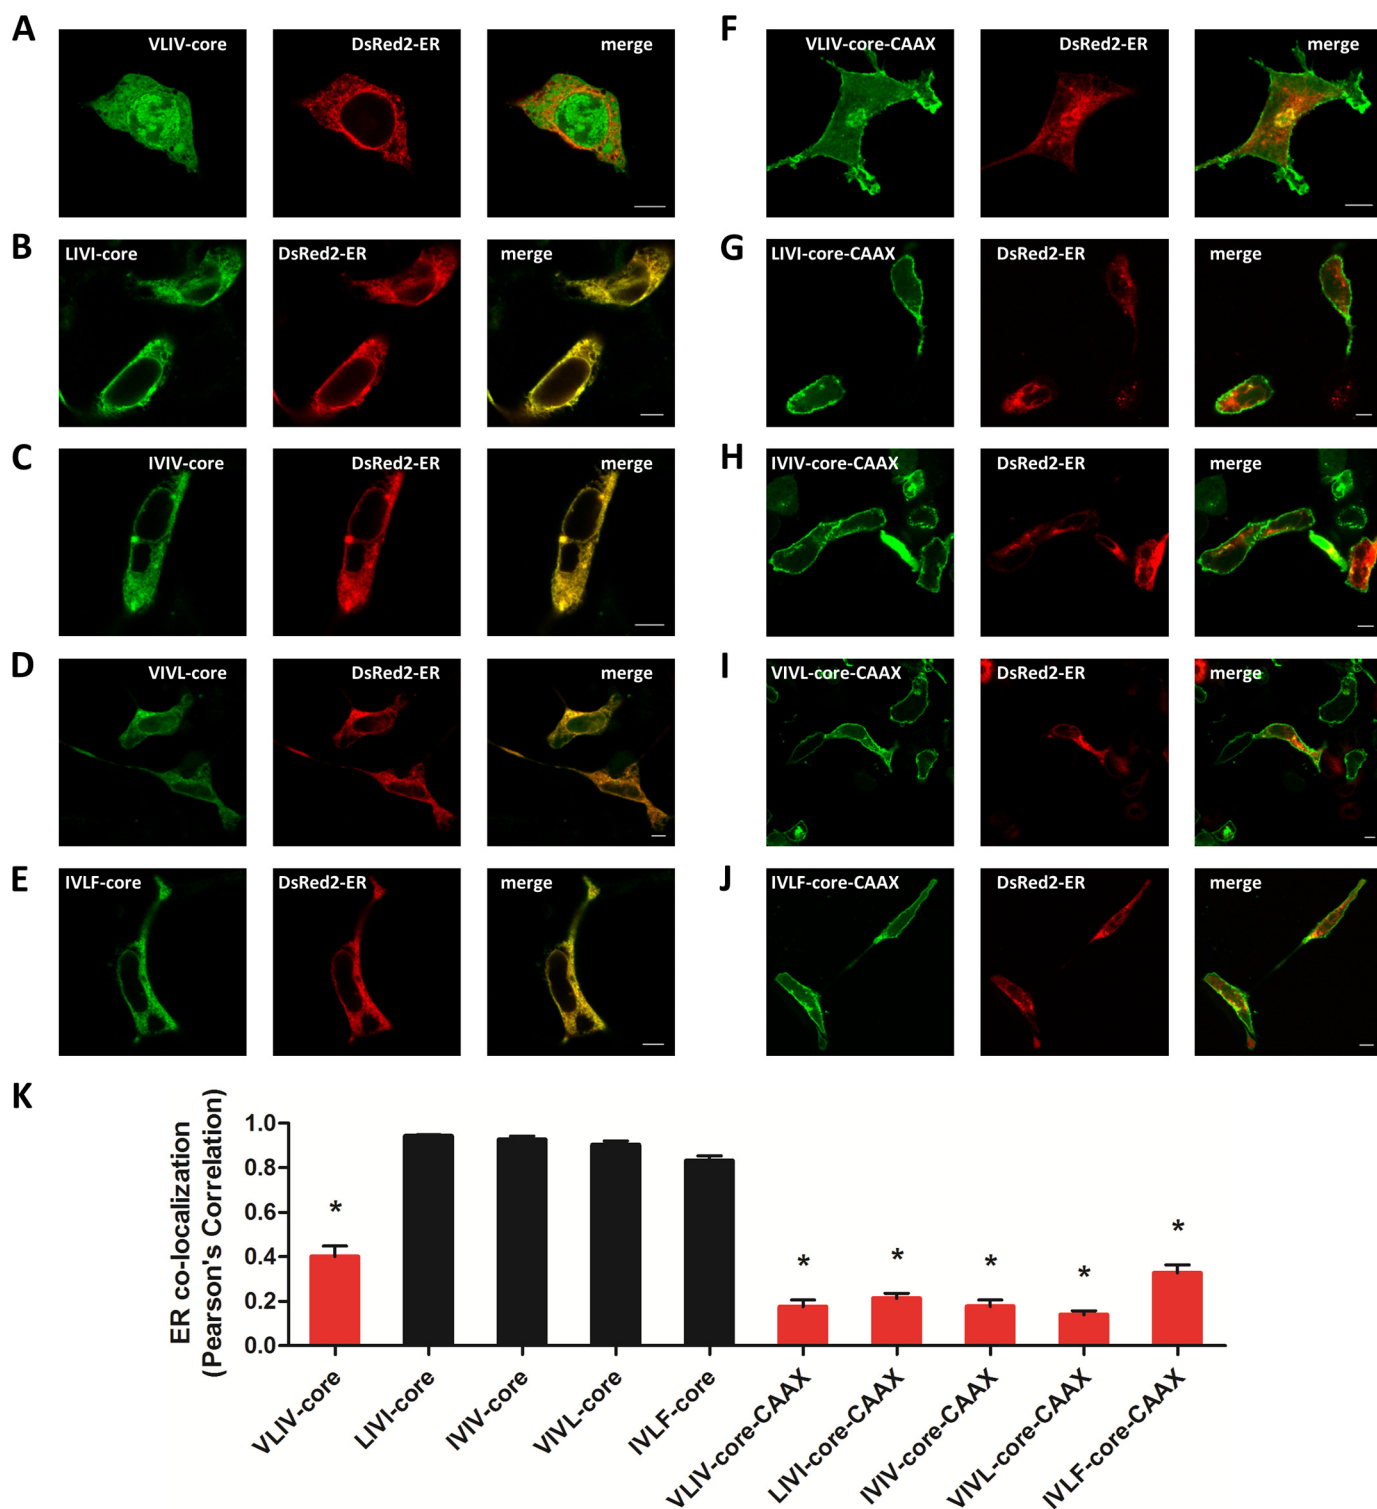 A
VLIV-core
DsRed2-ER
merge
F
VLIV-core-CAAX
DsRed2-ER
merge
B
LIVI-core
DsRed2-ER
merge
G
LIVI-core-CAAX
DsRed2-ER
merge
C
IVIV-core
DsRed2-ER
merge
H
IVIV-core-CAAX
DsRed2-ER
merge
D
VIVL-core
DsRed2-ER
merge
I
VIVL-core-CAAX
DsRed2-ER
merge
E
IVLF-core
DsRed2-ER
merge
J
IVLF-core-CAAX
DsRed2-ER
merge
K
ER co-localization
(Pearson's Correlation)
1.0
0.8
0.6
0.4
0.2
0.0
*
*
*
*
*
*
VLIV-core
LIVI-core
IVIV-core
VIVL-core
IVLF-core
VLIV-core-CAAX
LIVI-core-CAAX
IVIV-core-CAAX
VIVL-core-CAAX
IVLF-core-CAAX